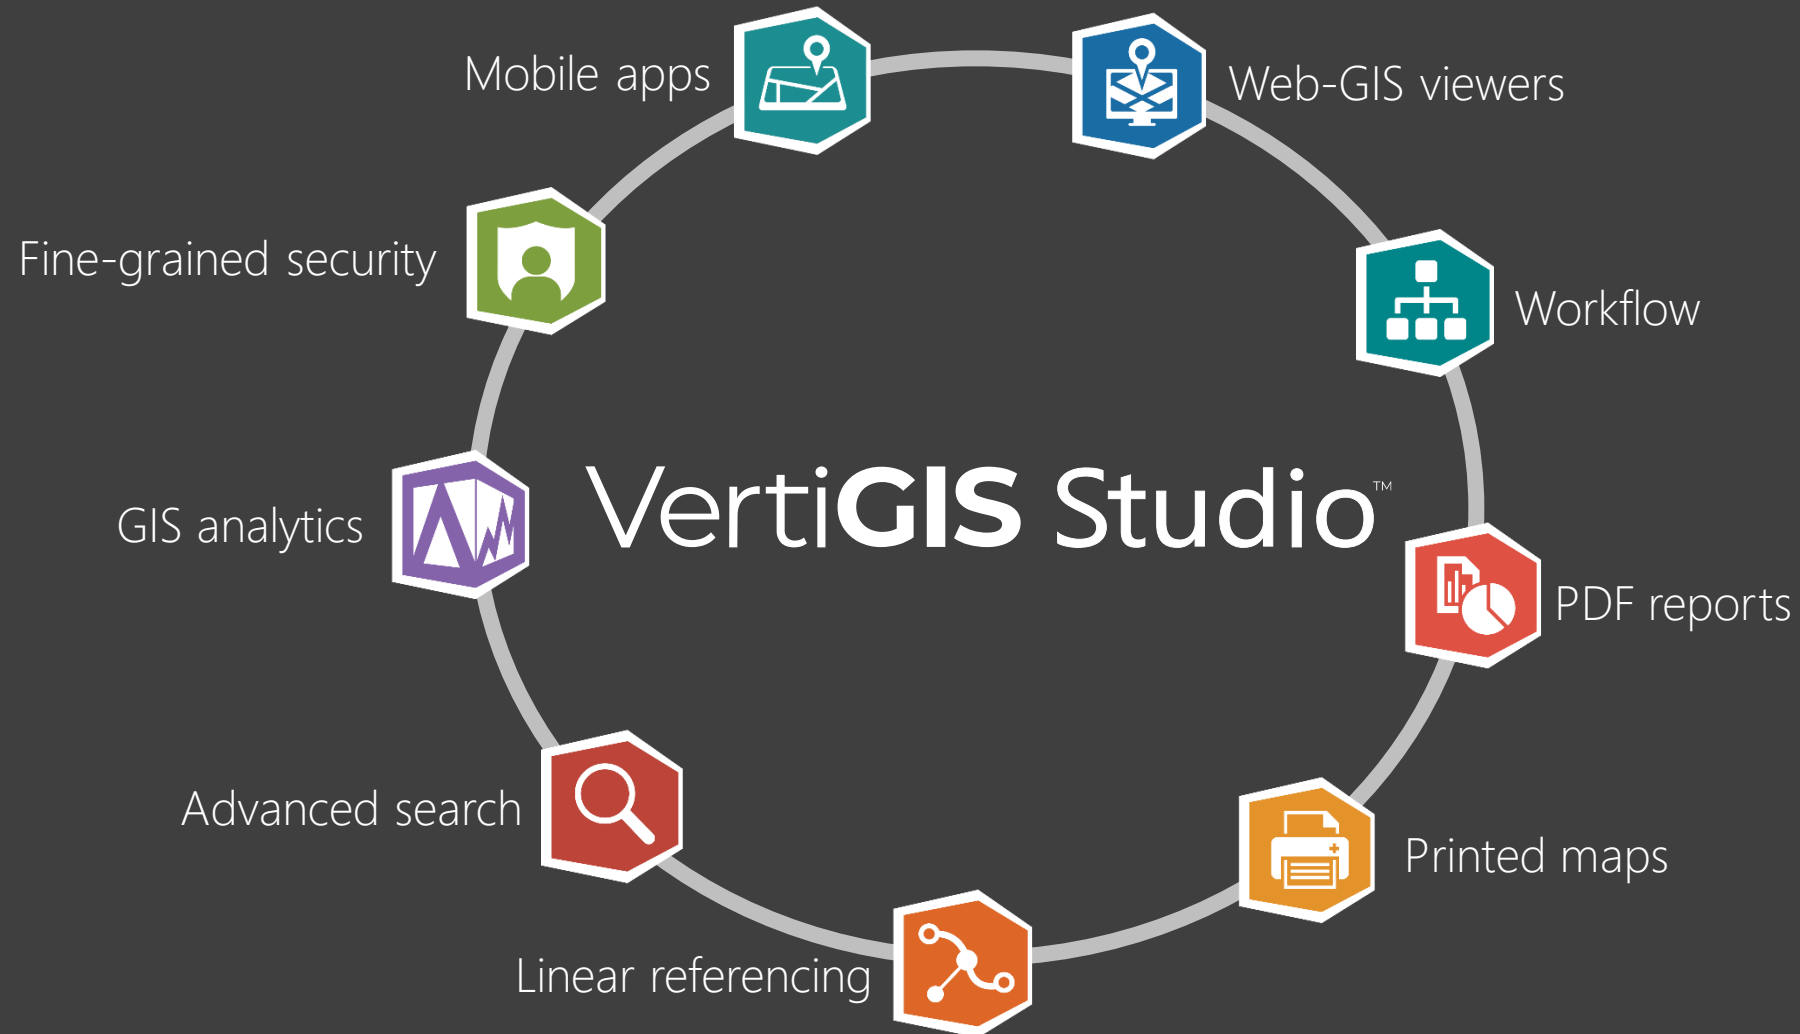 Mobile apps
Web-GIS viewers
Fine-grained security
Workflow
VertiGIS Studio™
GIS analytics
PDF reports
Advanced search
Printed maps
Linear referencing